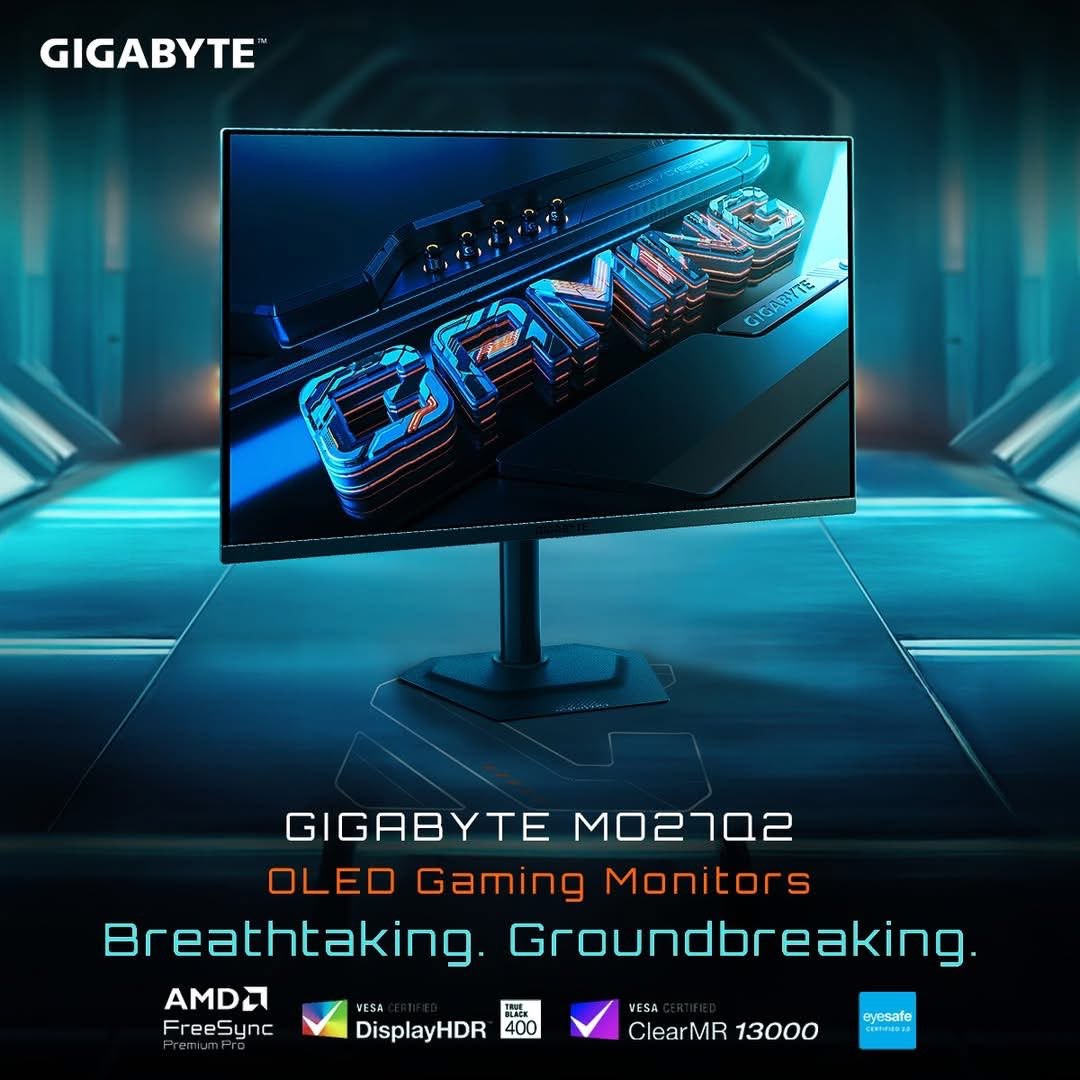 GIGABYTE™
GAMING
GIGABYTE
GIGABYTE
GIGABYTE MO27Q2
OLED Gaming Monitors
Breathtaking. Groundbreaking.
AMD
FreeSync
Premium Pro
VESA CERTIFIED
DisplayHDR
TRUE
BLACK
400
VESA CERTIFIED
ClearMR 13000
eyesafe
CERTIFIED 2.0